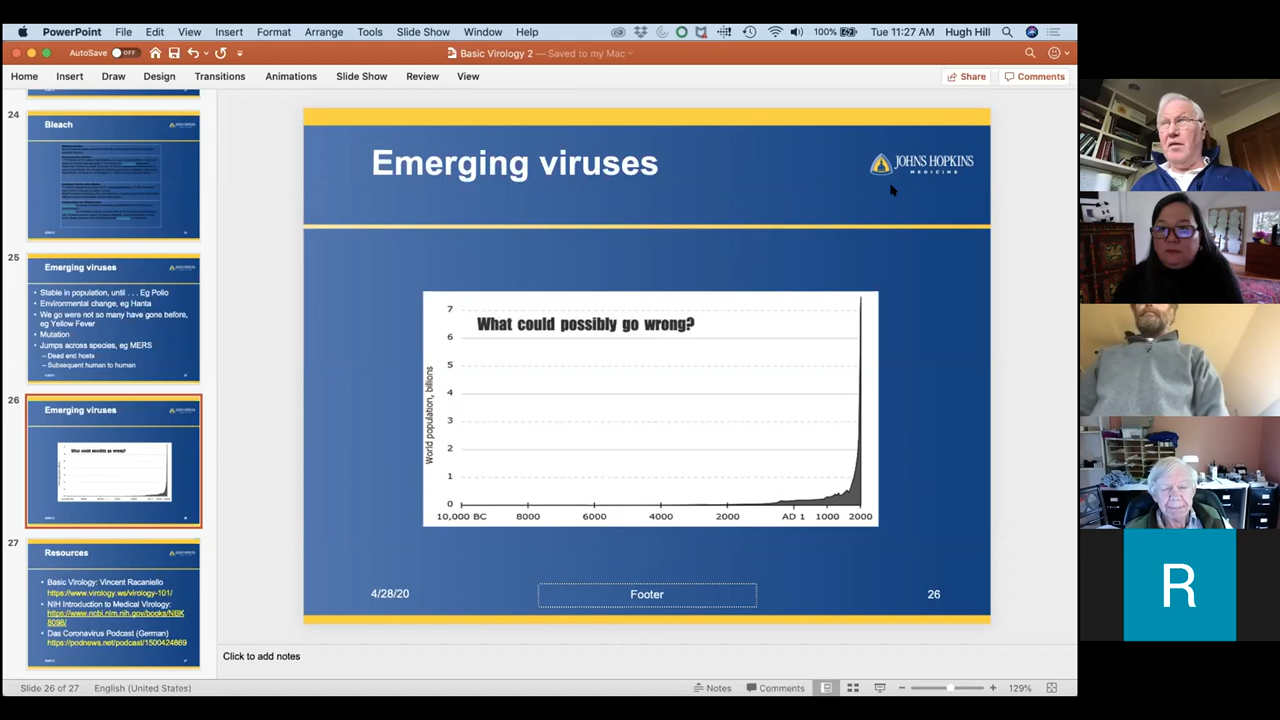 PowerPoint File Edit View Insert Format Arrange Tools Slide Show Window Help 100% Tue 11:27 AM Hugh Hill
AutoSave OFF Basic Virology 2 — Saved to my Mac
Home Insert Draw Design Transitions Animations Slide Show Review View Share Comments
24
Bleach
25
Emerging viruses
• Stable in population, until . . . Eg Polio
• Environmental change, eg Hanta
• We go were not so many have gone before,
eg Yellow Fever
• Mutation
• Jumps across species, eg MERS
– Dead end hosts
– Subsequent human to human
26
Emerging viruses
What could possibly go wrong?
27
Resources
• Basic Virology: Vincent Racaniello
https://www.virology.ws/virology-101/
• NIH Introduction to Medical Virology:
https://www.ncbi.nlm.nih.gov/books/NBK
8098/
• Das Coronavirus Podcast (German)
https://podnews.net/podcast/1500424869
Emerging viruses
JOHNS HOPKINS
MEDICINE
What could possibly go wrong?
World population, billions
7
6
5
4
3
2
1
0
10,000 BC 8000 6000 4000 2000 AD 1 1000 2000
4/28/20 Footer 26
Click to add notes
Slide 26 of 27 English (United States) Notes Comments 129%
R